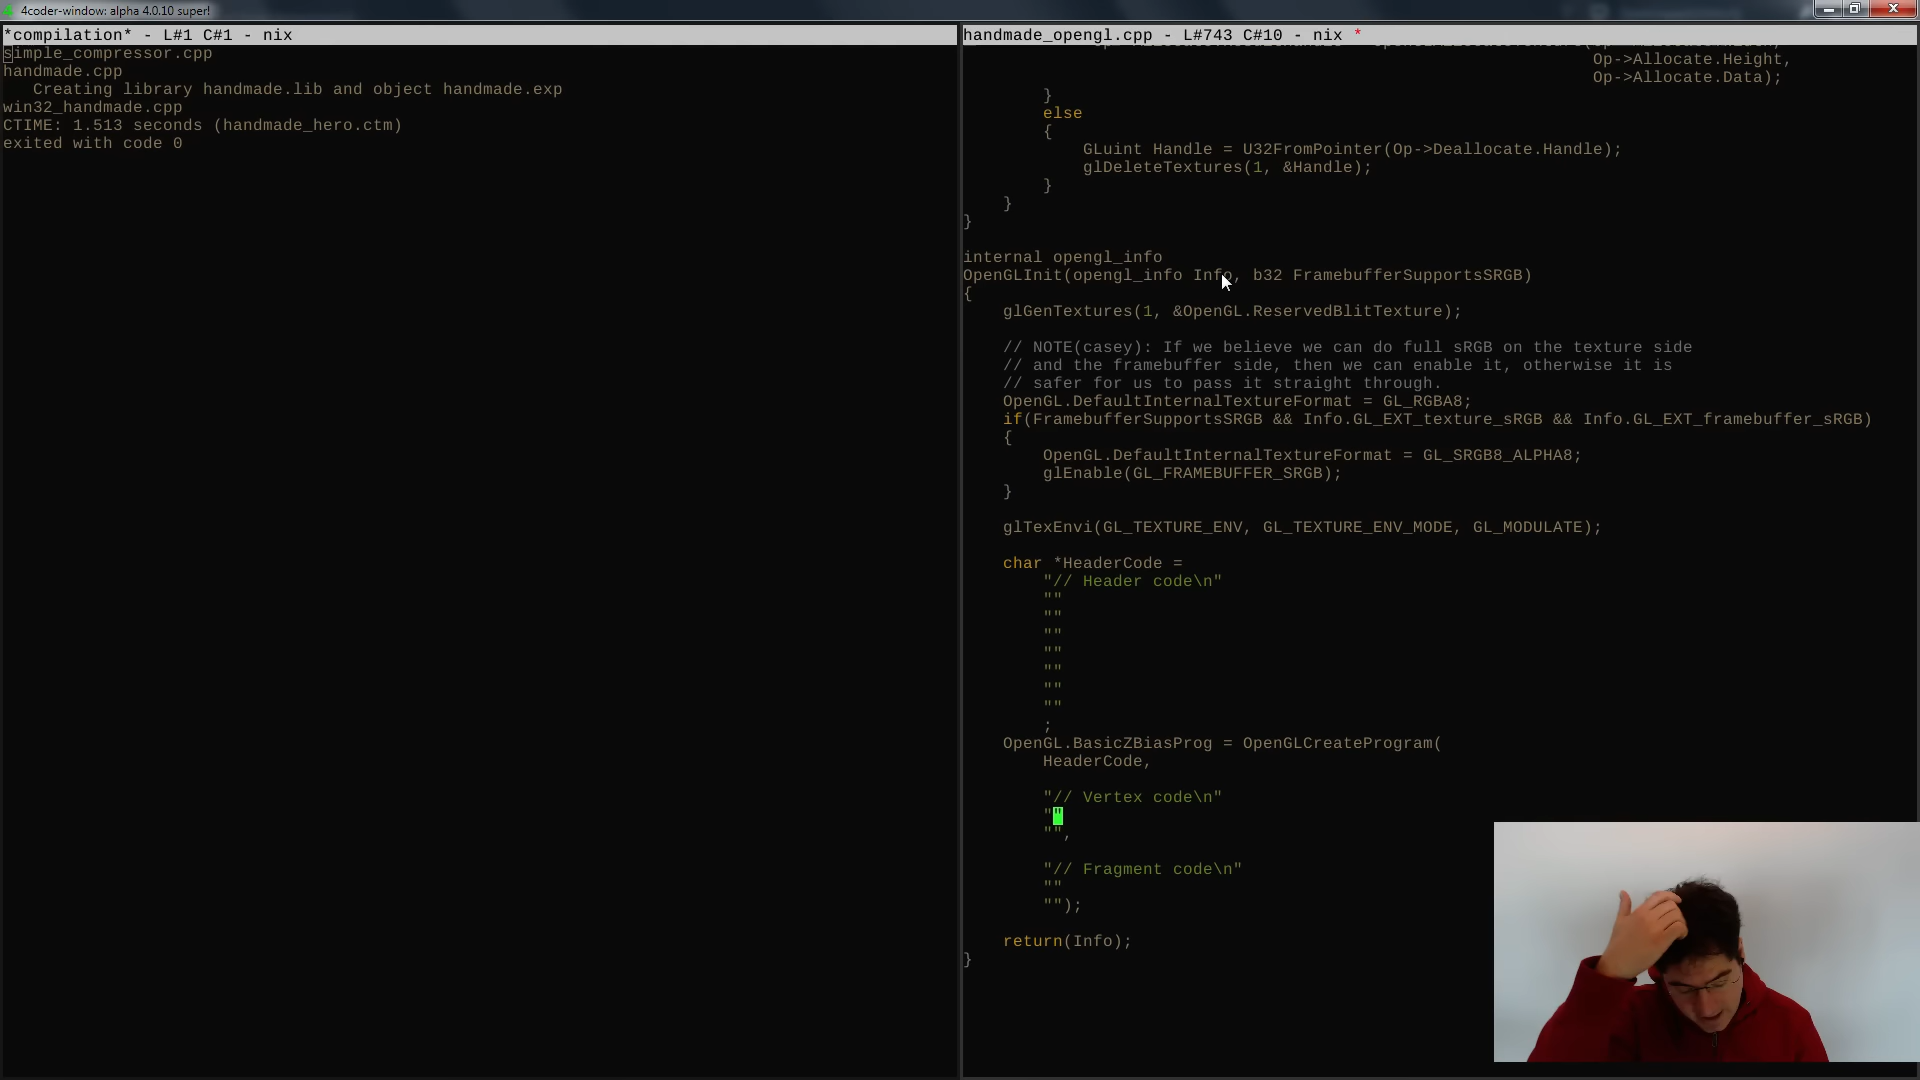 4coder-window: alpha 4.0.10 super!
*compilation* - L#1 C#1 - nix
simple_compressor.cpp
handmade.cpp
   Creating library handmade.lib and object handmade.exp
win32_handmade.cpp
CTIME: 1.513 seconds (handmade_hero.ctm)
exited with code 0
handmade_opengl.cpp - L#743 C#10 - nix *
                                                               Op->Allocate.Height,
                                                               Op->Allocate.Data);
        }
        else
        {
            GLuint Handle = U32FromPointer(Op->Deallocate.Handle);
            glDeleteTextures(1, &Handle);
        }
    }
}

internal opengl_info
OpenGLInit(opengl_info Info, b32 FramebufferSupportsSRGB)
{
    glGenTextures(1, &OpenGL.ReservedBlitTexture);

    // NOTE(casey): If we believe we can do full sRGB on the texture side
    // and the framebuffer side, then we can enable it, otherwise it is
    // safer for us to pass it straight through.
    OpenGL.DefaultInternalTextureFormat = GL_RGBA8;
    if(FramebufferSupportsSRGB && Info.GL_EXT_texture_sRGB && Info.GL_EXT_framebuffer_sRGB)
    {
        OpenGL.DefaultInternalTextureFormat = GL_SRGB8_ALPHA8;
        glEnable(GL_FRAMEBUFFER_SRGB);
    }

    glTexEnvi(GL_TEXTURE_ENV, GL_TEXTURE_ENV_MODE, GL_MODULATE);

    char *HeaderCode =
        "// Header code\n"
        ""
        ""
        ""
        ""
        ""
        ""
        ""
        ;
    OpenGL.BasicZBiasProg = OpenGLCreateProgram(
        HeaderCode,

        "// Vertex code\n"
        ""
        "",

        "// Fragment code\n"
        ""
        "");

    return(Info);
}